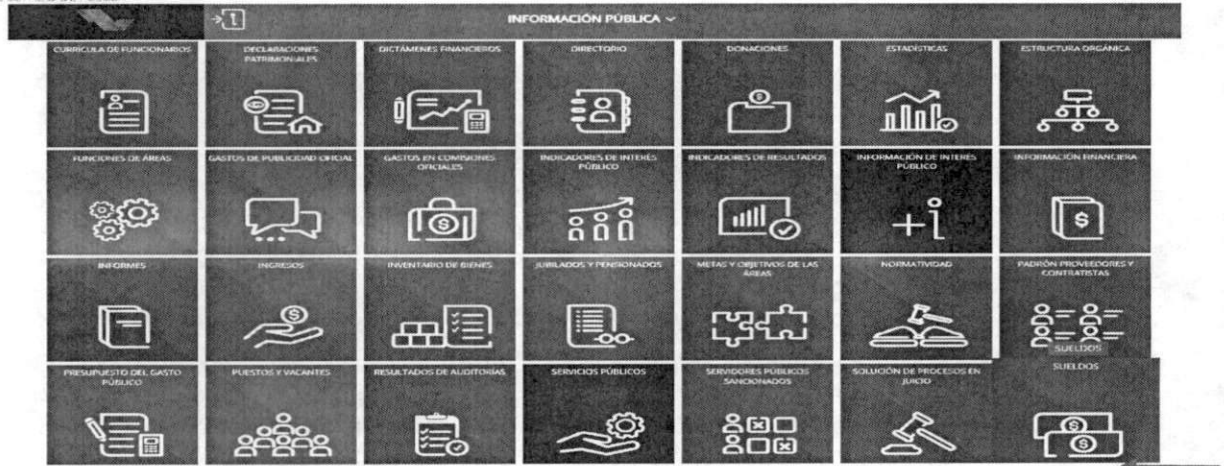 INFORMACIÓN PÚBLICA
CURRÍCULA DE FUNCIONARIOS
DECLARACIONES
PATRIMONIALES
DICTÁMENES FINANCIEROS
DIRECTORIO
DONACIONES
ESTADÍSTICAS
ESTRUCTURA ORGÁNICA
FUNCIONES DE ÁREAS
GASTOS DE PUBLICIDAD OFICIAL
GASTOS EN COMISIONES
OFICIALES
INDICADORES DE INTERÉS
PÚBLICO
INDICADORES DE RESULTADOS
INFORMACIÓN DE INTERÉS
PÚBLICO
INFORMACIÓN FINANCIERA
INFORMES
INGRESOS
INVENTARIO DE BIENES
JUBILADOS Y PENSIONADOS
METAS Y OBJETIVOS DE LAS
ÁREAS
NORMATIVIDAD
PADRÓN PROVEEDORES Y
CONTRATISTAS
SUELDOS
PRESUPUESTO DEL GASTO
PÚBLICO
PUESTOS Y VACANTES
RESULTADOS DE AUDITORÍAS
SERVICIOS PÚBLICOS
SERVIDORES PÚBLICOS
SANCIONADOS
SOLUCIÓN DE PROCESOS EN
JUICIO
SUELDOS